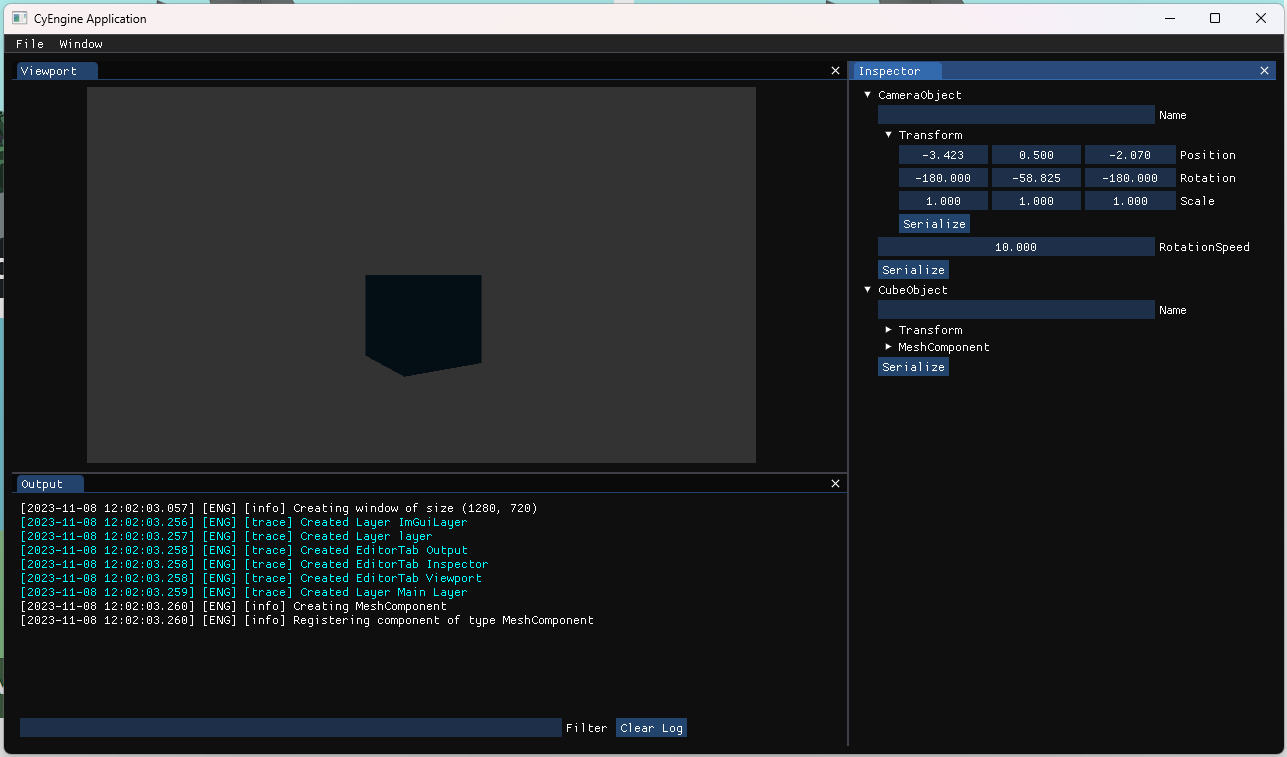 CyEngine Application
File Window
Viewport
Inspector
CameraObject
Name
Transform
-3.423 0.500 -2.070 Position
-180.000 -58.825 -180.000 Rotation
1.000 1.000 1.000 Scale
Serialize
10.000 RotationSpeed
Serialize
CubeObject
Name
Transform
MeshComponent
Serialize
Output
[2023-11-08 12:02:03.057] [ENG] [info] Creating window of size (1280, 720)
[2023-11-08 12:02:03.256] [ENG] [trace] Created Layer ImGuiLayer
[2023-11-08 12:02:03.257] [ENG] [trace] Created Layer layer
[2023-11-08 12:02:03.258] [ENG] [trace] Created EditorTab Output
[2023-11-08 12:02:03.258] [ENG] [trace] Created EditorTab Inspector
[2023-11-08 12:02:03.258] [ENG] [trace] Created EditorTab Viewport
[2023-11-08 12:02:03.259] [ENG] [trace] Created Layer Main Layer
[2023-11-08 12:02:03.260] [ENG] [info] Creating MeshComponent
[2023-11-08 12:02:03.260] [ENG] [info] Registering component of type MeshComponent
Filter Clear Log